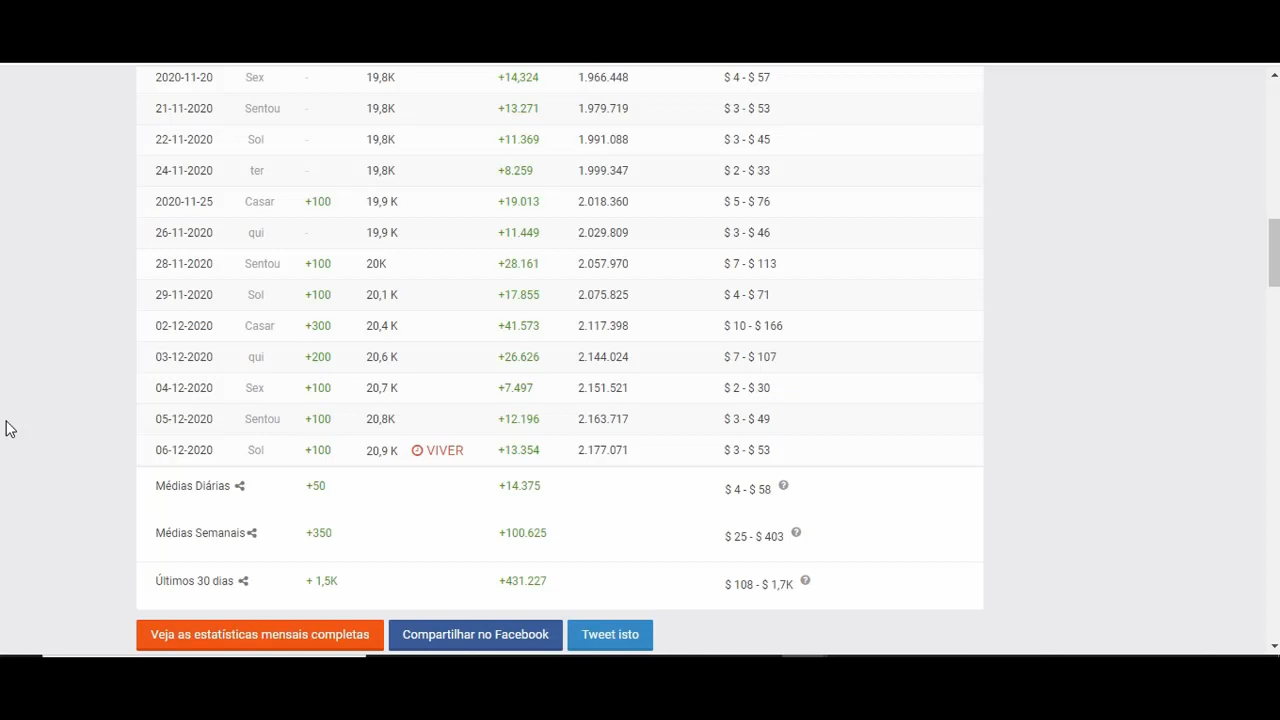 2020-11-20 Sex - 19,8K +14,324 1.966.448 $ 4 - $ 57
21-11-2020 Sentou - 19,8K +13.271 1.979.719 $ 3 - $ 53
22-11-2020 Sol - 19,8K +11.369 1.991.088 $ 3 - $ 45
24-11-2020 ter - 19,8K +8.259 1.999.347 $ 2 - $ 33
2020-11-25 Casar +100 19,9 K +19.013 2.018.360 $ 5 - $ 76
26-11-2020 qui - 19,9 K +11.449 2.029.809 $ 3 - $ 46
28-11-2020 Sentou +100 20K +28.161 2.057.970 $ 7 - $ 113
29-11-2020 Sol +100 20,1 K +17.855 2.075.825 $ 4 - $ 71
02-12-2020 Casar +300 20,4 K +41.573 2.117.398 $ 10 - $ 166
03-12-2020 qui +200 20,6 K +26.626 2.144.024 $ 7 - $ 107
04-12-2020 Sex +100 20,7 K +7.497 2.151.521 $ 2 - $ 30
05-12-2020 Sentou +100 20,8K +12.196 2.163.717 $ 3 - $ 49
06-12-2020 Sol +100 20,9 K VIVER +13.354 2.177.071 $ 3 - $ 53
Médias Diárias +50 +14.375 $ 4 - $ 58 ?
Médias Semanais +350 +100.625 $ 25 - $ 403 ?
Últimos 30 dias + 1,5K +431.227 $ 108 - $ 1,7K ?
Veja as estatísticas mensais completas Compartilhar no Facebook Tweet isto